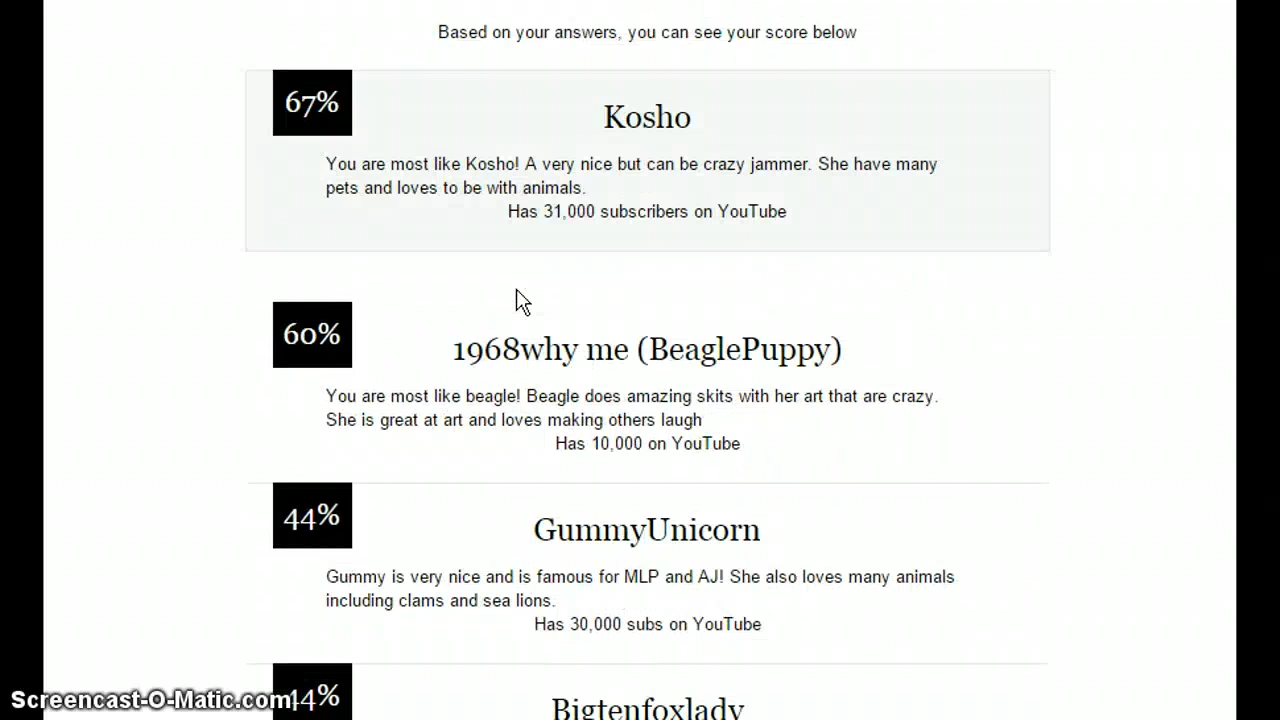 Based on your answers, you can see your score below
67%
Kosho
You are most like Kosho! A very nice but can be crazy jammer. She have many
pets and loves to be with animals.
Has 31,000 subscribers on YouTube
60%
1968why me (BeaglePuppy)
You are most like beagle! Beagle does amazing skits with her art that are crazy.
She is great at art and loves making others laugh
Has 10,000 on YouTube
44%
GummyUnicorn
Gummy is very nice and is famous for MLP and AJ! She also loves many animals
including clams and sea lions.
Has 30,000 subs on YouTube
44%
Bigtenfoxlady
Screencast-O-Matic.com